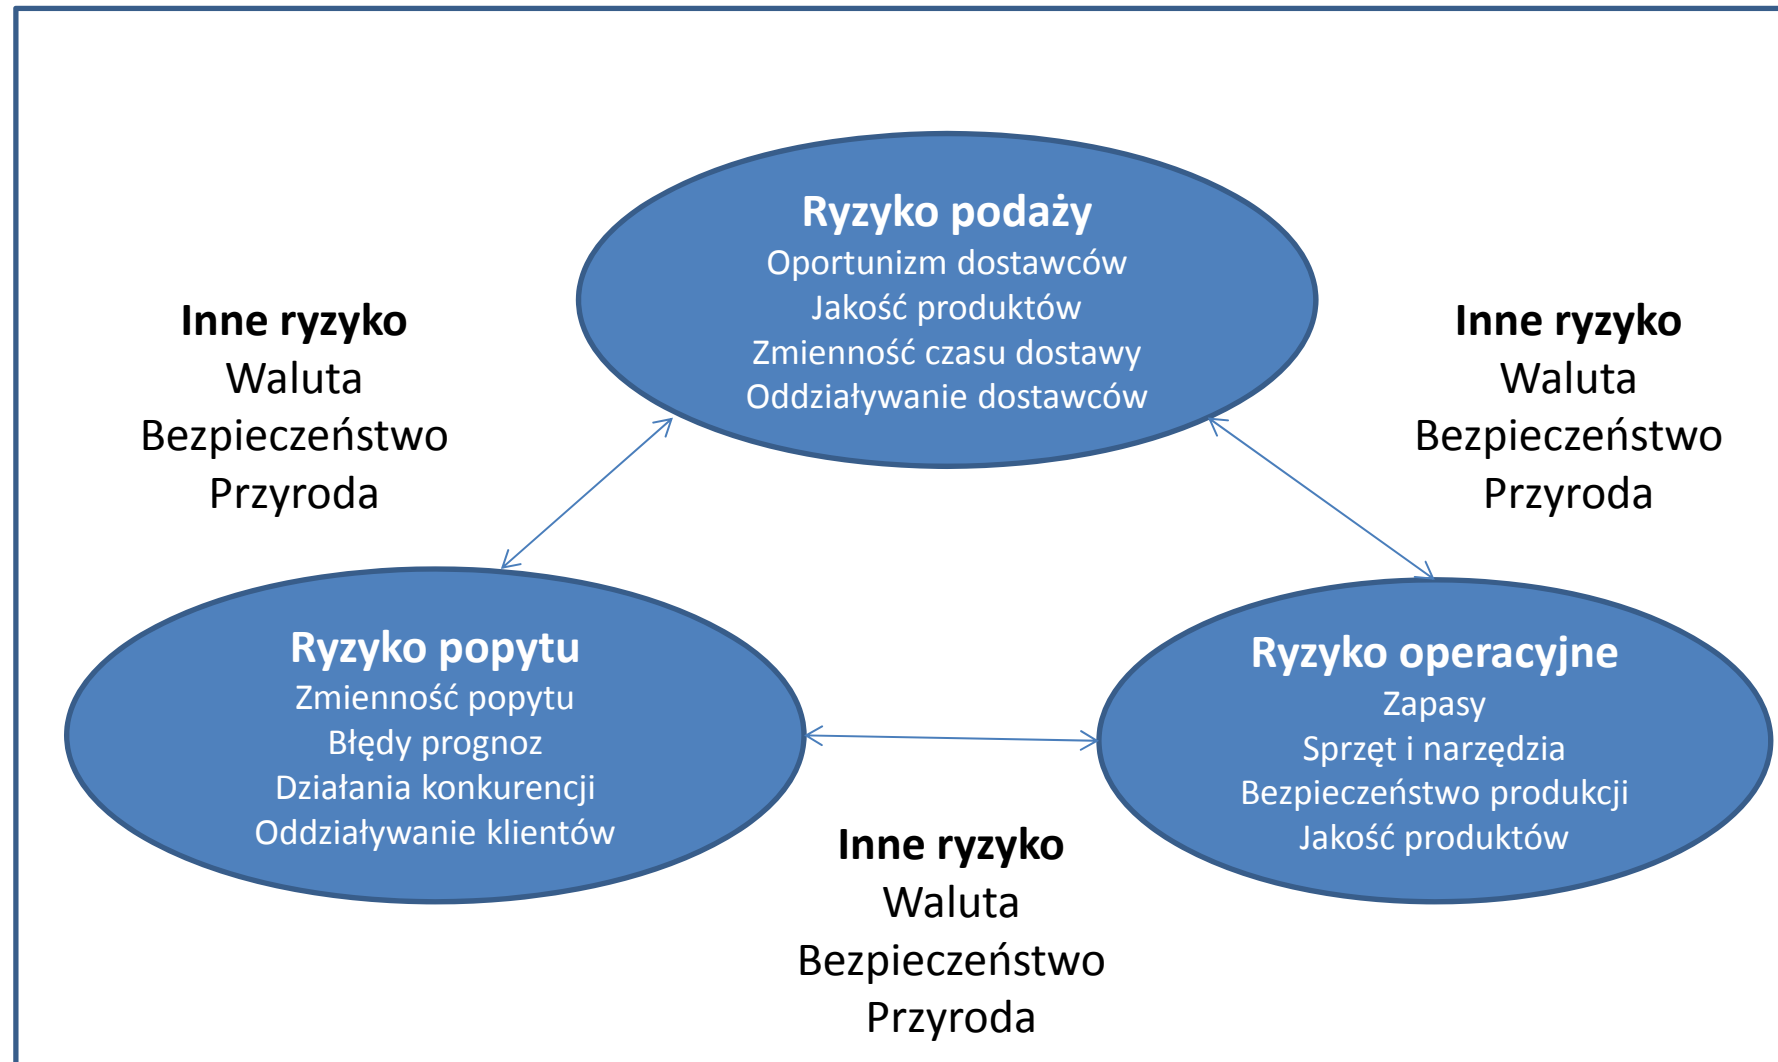 Ryzyko podaży
Oportunizm dostawców
Jakość produktów
Zmienność czasu dostawy
Oddziaływanie dostawców
Inne ryzyko
Waluta
Bezpieczeństwo
Przyroda
Inne ryzyko
Waluta
Bezpieczeństwo
Przyroda
Ryzyko popytu
Zmienność popytu
Błędy prognoz
Działania konkurencji
Oddziaływanie klientów
Ryzyko operacyjne
Zapasy
Sprzęt i narzędzia
Bezpieczeństwo produkcji
Jakość produktów
Inne ryzyko
Waluta
Bezpieczeństwo
Przyroda